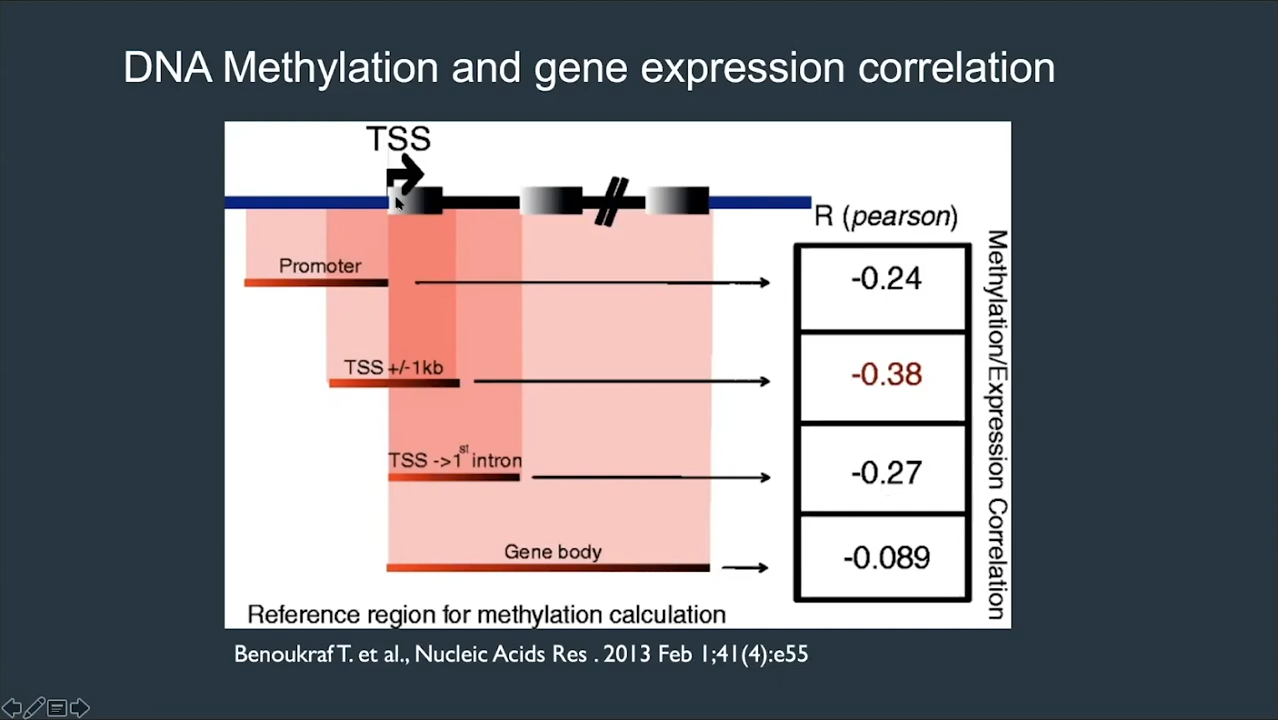 DNA Methylation and gene expression correlation
TSS
R (pearson)
Promoter
-0.24
TSS +/-1kb
-0.38
TSS ->1st intron
-0.27
Gene body
-0.089
Methylation/Expression Correlation
Reference region for methylation calculation
Benoukraf T. et al., Nucleic Acids Res . 2013 Feb 1;41(4):e55